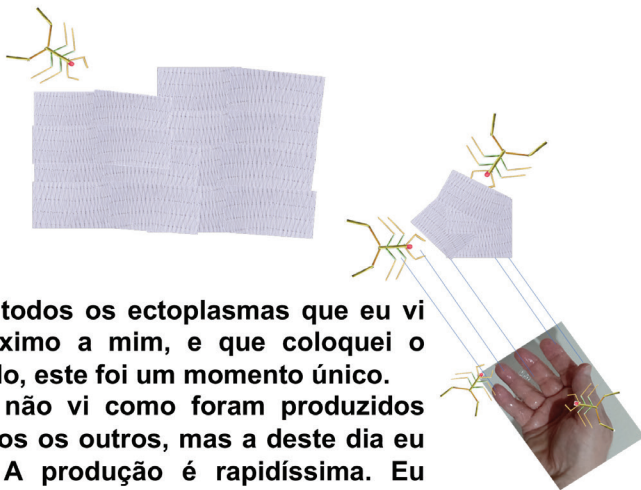 todos os ectoplasmas que eu vi
ximo a mim, e que coloquei o
do, este foi um momento único.
não vi como foram produzidos
os os outros, mas a deste dia eu
A produção é rapidíssima. Eu